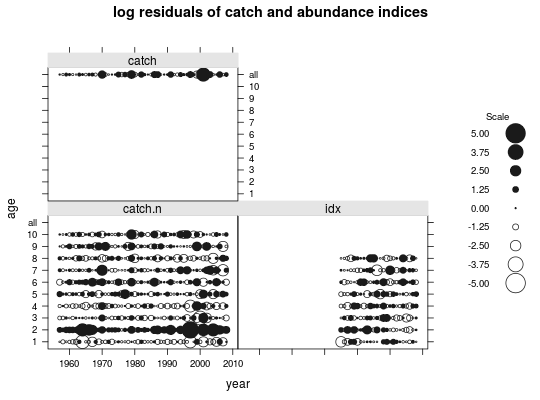 log residuals of catch and abundance indices
catch
all
10
9
8
7
6
5
4
3
2
1
catch.n
idx
all
10
9
8
7
6
5
4
3
2
1
1960 1970 1980 1990 2000 2010
year
age
Scale
5.00
3.75
2.50
1.25
0.00
-1.25
-2.50
-3.75
-5.00